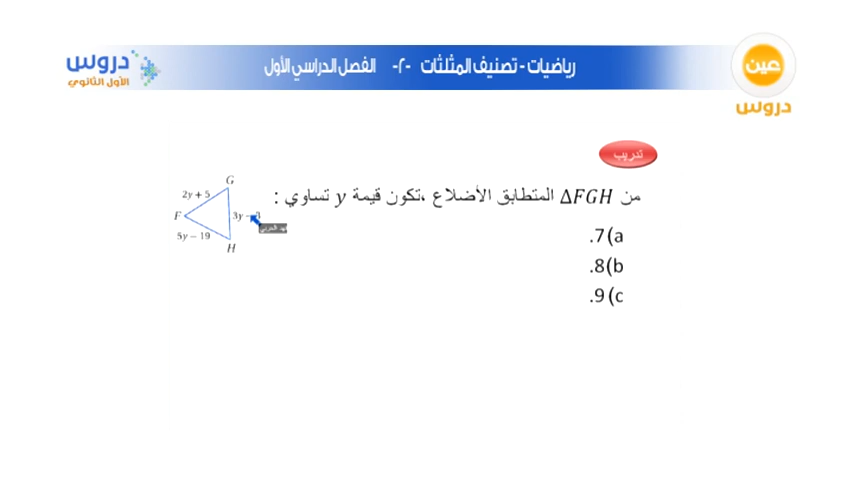 دروس
الأول الثانوي
رياضيات - تصنيف المثلثات -٢- الفصل الدراسي الأول
عين
دروس
تدريب
من ΔFGH المتطابق الأضلاع ،تكون قيمة y تساوي :
G
2y + 5
F
3y −
5y − 19
H
a) 7.
b) 8.
c) 9.